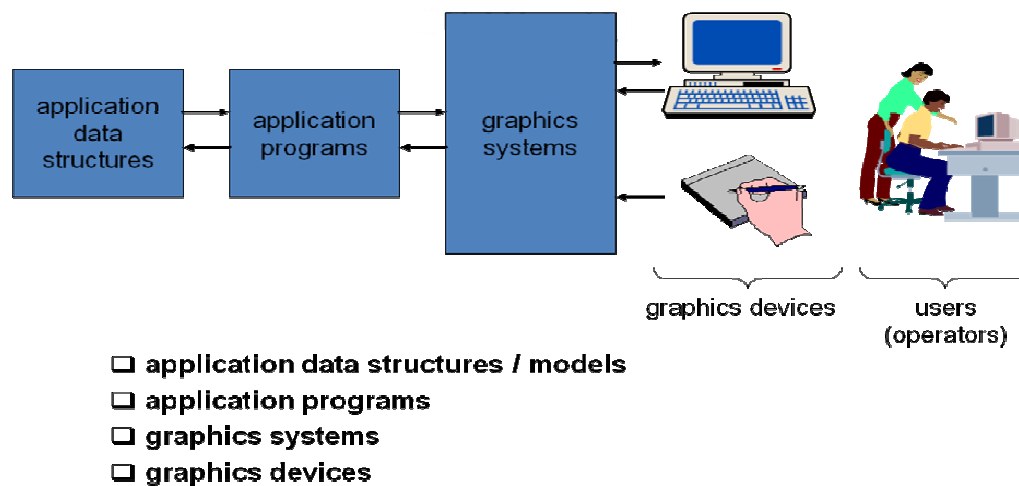 application
data
structures
application
programs
graphics
systems
graphics devices
users
(operators)
application data structures / models
application programs
graphics systems
graphics devices